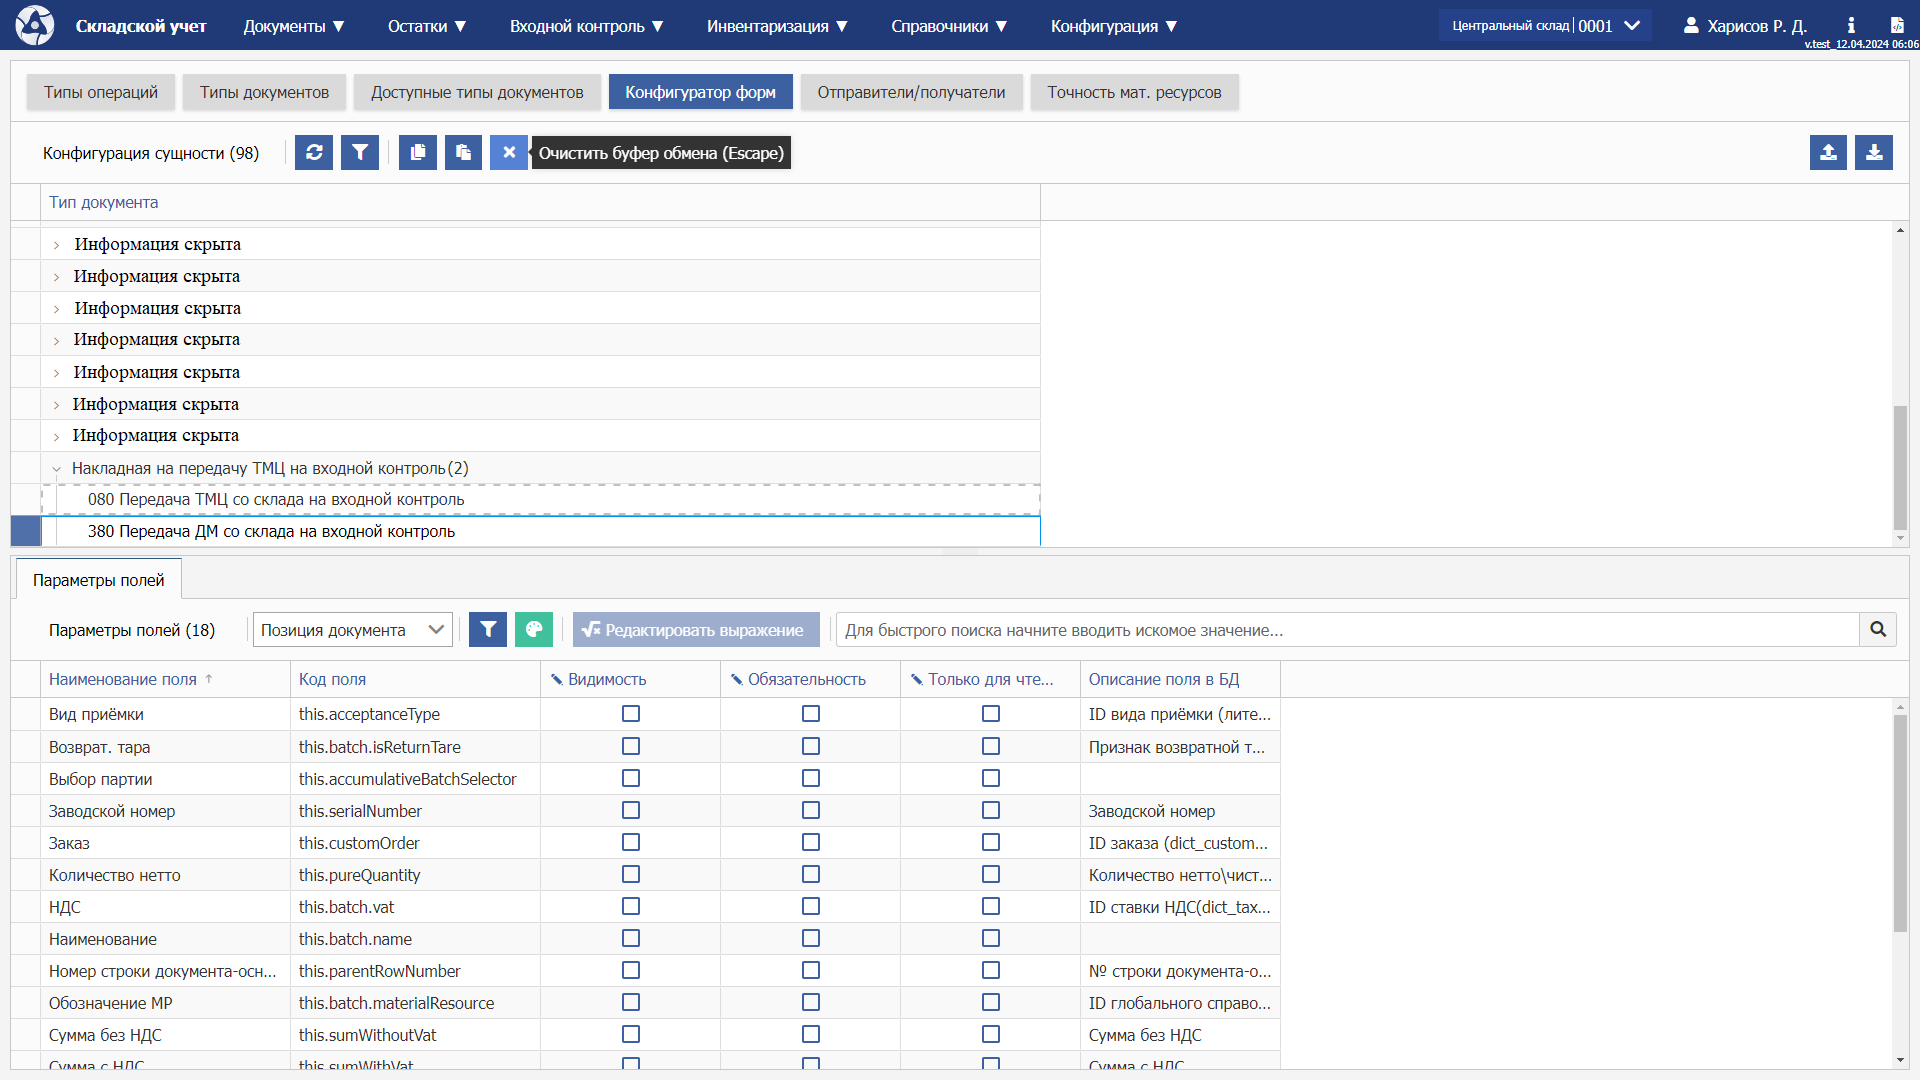 Складской учет Документы ▼ Остатки ▼ Входной контроль ▼ Инвентаризация ▼ Справочники ▼ Конфигурация ▼ Центральный склад | 0001 Харисов Р. Д.
v.test_12.04.2024 06:06
Типы операций Типы документов Доступные типы документов Конфигуратор форм Отправители/получатели Точность мат. ресурсов
Конфигурация сущности (98) Очистить буфер обмена (Escape)
Тип документа
Информация скрыта
Информация скрыта
Информация скрыта
Информация скрыта
Информация скрыта
Информация скрыта
Информация скрыта
Накладная на передачу ТМЦ на входной контроль(2)
080 Передача ТМЦ со склада на входной контроль
380 Передача ДМ со склада на входной контроль
Параметры полей
Параметры полей (18) Позиция документа Редактировать выражение Для быстрого поиска начните вводить искомое значение...
Наименование поля ↑ Код поля Видимость Обязательность Только для чте... Описание поля в БД
Вид приёмки this.acceptanceType ID вида приёмки (лите...
Возврат. тара this.batch.isReturnTare Признак возвратной т...
Выбор партии this.accumulativeBatchSelector
Заводской номер this.serialNumber Заводской номер
Заказ this.customOrder ID заказа (dict_custom...
Количество нетто this.pureQuantity Количество нетто\чист...
НДС this.batch.vat ID ставки НДС(dict_tax...
Наименование this.batch.name
Номер строки документа-осн... this.parentRowNumber № строки документа-о...
Обозначение МР this.batch.materialResource ID глобального справо...
Сумма без НДС this.sumWithoutVat Сумма без НДС
Сумма с НДС this.sumWithVat Сумма с НДС